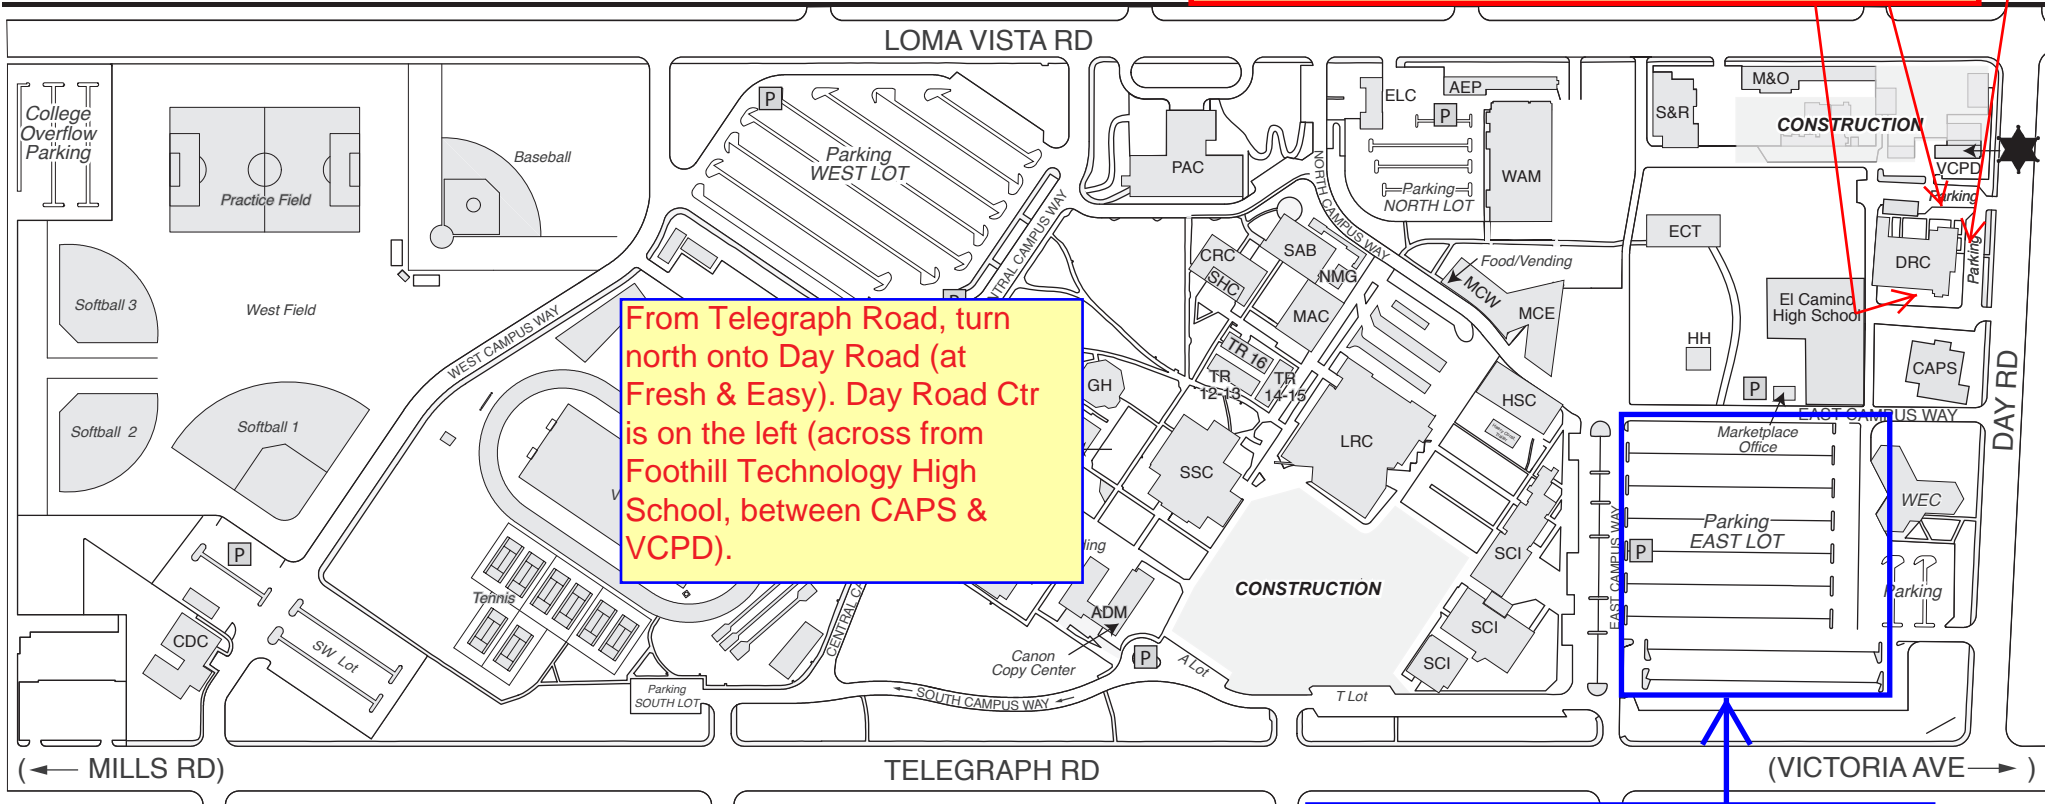 LOMA VISTA RD
College
Overflow
Parking
Practice Field
Baseball
P
Parking
WEST LOT
PAC
ELC
AEP
P
WAM
Parking
NORTH LOT
S&R
M&O
CONSTRUCTION
VCPD
Parking
DRC
Parking
ECT
El Camino
High School
HH
CAPS
P
Marketplace
Office
EAST CAMPUS WAY
DAY RD
NORTH CAMPUS WAY
CENTRAL CAMPUS WAY
CRC
SHC
SAB
NMG
MAC
Food/Vending
MCW
MCE
TR 16
TR
12-13
TR
14-15
GH
SSC
LRC
HSC
SCI
SCI
SCI
Softball 3
West Field
WEST CAMPUS WAY
Softball 2
Softball 1
From Telegraph Road, turn
north onto Day Road (at
Fresh & Easy). Day Road Ctr
is on the left (across from
Foothill Technology High
School, between CAPS &
VCPD).
P
Parking
EAST LOT
EAST CAMPUS WAY
WEC
Parking
P
CDC
SW Lot
Tennis
Parking
SOUTH LOT
ADM
Canon
Copy Center
P
A Lot
CONSTRUCTION
T Lot
SOUTH CAMPUS WAY
( MILLS RD)
TELEGRAPH RD
(VICTORIA AVE )